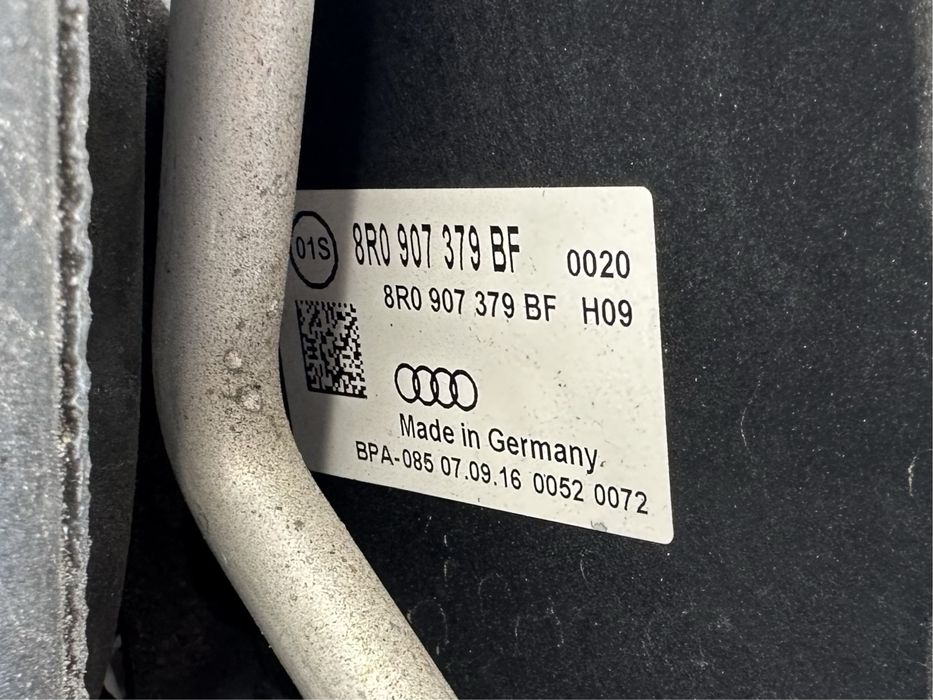 01S 8R0 907 379 BF 0020
8R0 907 379 BF H09
Made in Germany
BPA-085 07.09.16 0052 0072